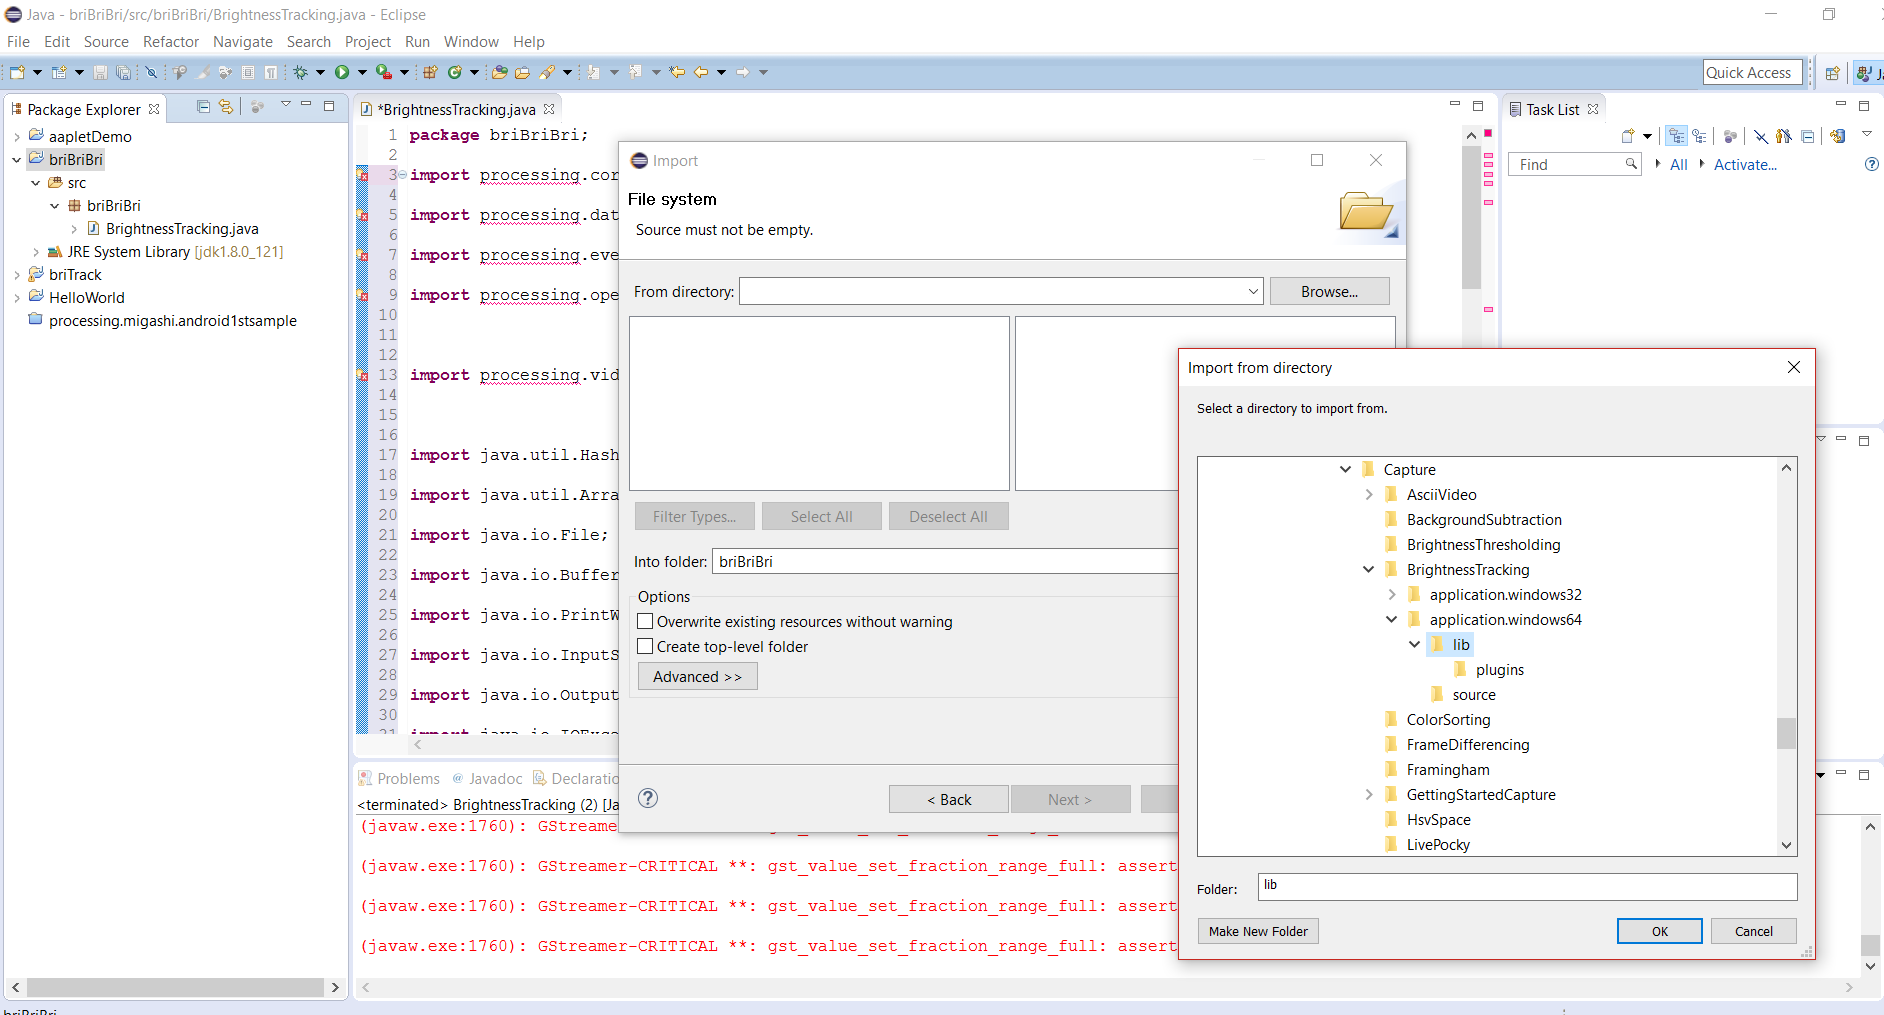 Java - briBriBri/src/briBriBri/BrightnessTracking.java - Eclipse
File Edit Source Refactor Navigate Search Project Run Window Help
Quick Access
Package Explorer
aapletDemo
briBriBri
src
briBriBri
BrightnessTracking.java
JRE System Library [jdk1.8.0_121]
briTrack
HelloWorld
processing.migashi.android1stsample
*BrightnessTracking.java
1 package briBriBri;
2
3 import processing.cor
4
5 import processing.dat
6
7 import processing.eve
8
9 import processing.ope
10
11
12
13 import processing.vid
14
15
16
17 import java.util.Hash
18
19 import java.util.Arra
20
21 import java.io.File;
22
23 import java.io.Buffer
24
25 import java.io.PrintW
26
27 import java.io.InputS
28
29 import java.io.Output
30
31 import java.io.IOExce
Task List
Find
All
Activate...
Import
File system
Source must not be empty.
From directory:
Browse...
Filter Types...
Select All
Deselect All
Into folder: briBriBri
Options
Overwrite existing resources without warning
Create top-level folder
Advanced >>
< Back
Next >
Import from directory
Select a directory to import from.
Capture
AsciiVideo
BackgroundSubtraction
BrightnessThresholding
BrightnessTracking
application.windows32
application.windows64
lib
plugins
source
ColorSorting
FrameDifferencing
Framingham
GettingStartedCapture
HsvSpace
LivePocky
Folder: lib
Make New Folder
OK
Cancel
Problems @ Javadoc Declaratio
<terminated> BrightnessTracking (2) [Ja
(javaw.exe:1760): GStreamer-CRITICAL **: gst_value_set_fraction_range_full: assert
(javaw.exe:1760): GStreamer-CRITICAL **: gst_value_set_fraction_range_full: assert
(javaw.exe:1760): GStreamer-CRITICAL **: gst_value_set_fraction_range_full: assert
(javaw.exe:1760): GStreamer-CRITICAL **: gst_value_set_fraction_range_full: assert
briBriBri